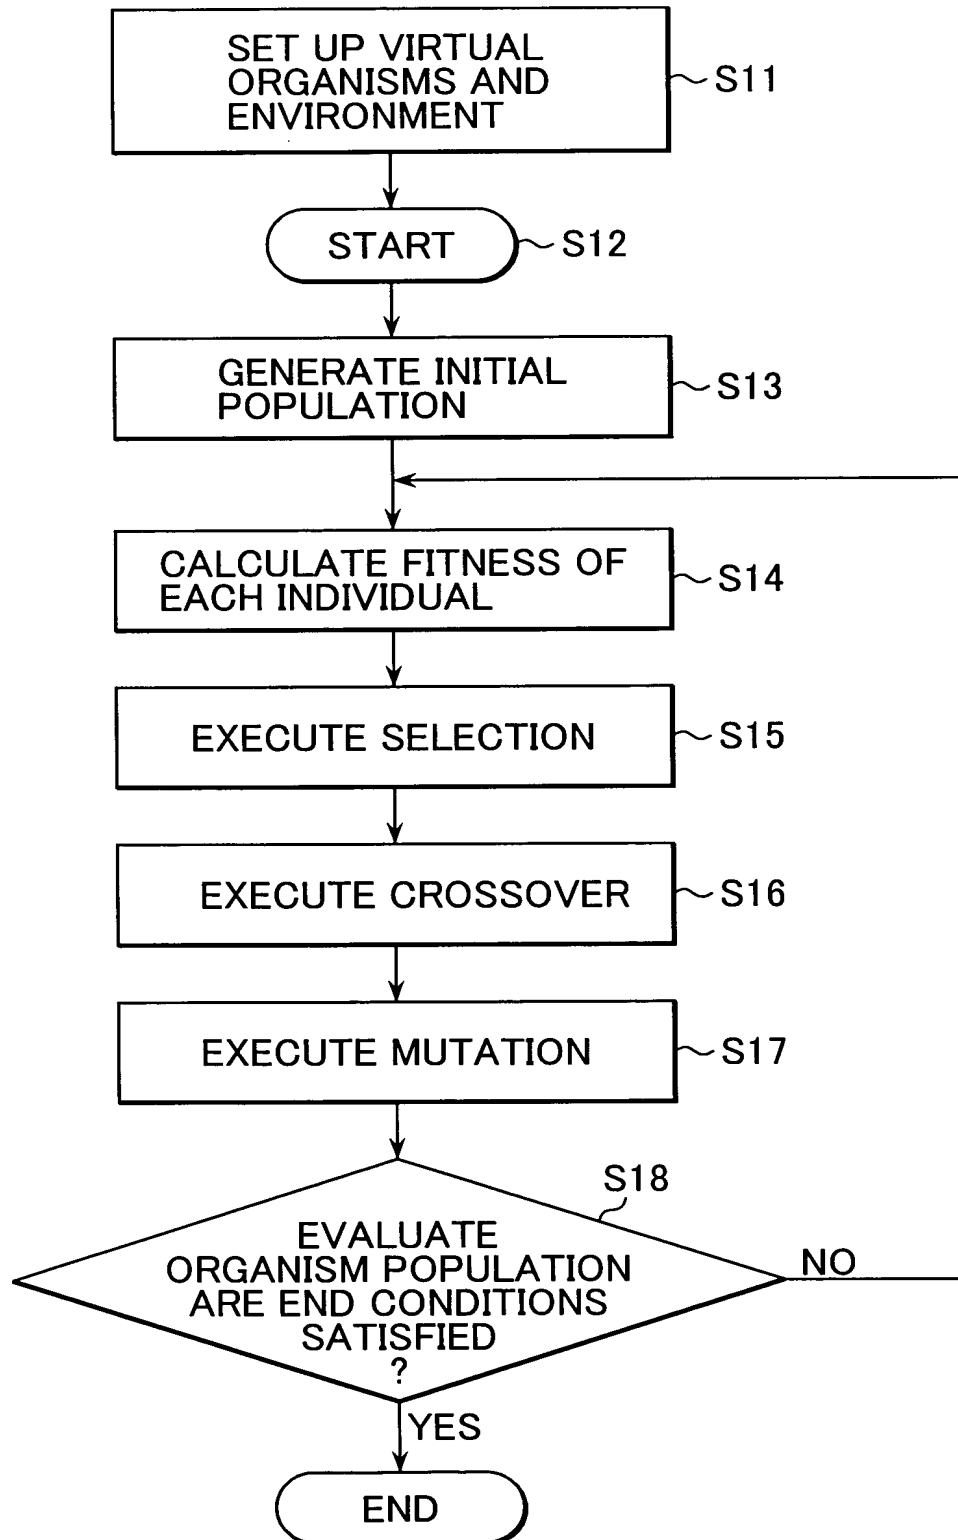 SET UP VIRTUAL
ORGANISMS AND
ENVIRONMENT
S11
START
S12
GENERATE INITIAL
POPULATION
S13
CALCULATE FITNESS OF
EACH INDIVIDUAL
S14
EXECUTE SELECTION
S15
EXECUTE CROSSOVER
S16
EXECUTE MUTATION
S17
S18
EVALUATE
ORGANISM POPULATION
ARE END CONDITIONS
SATISFIED
?
NO
YES
END